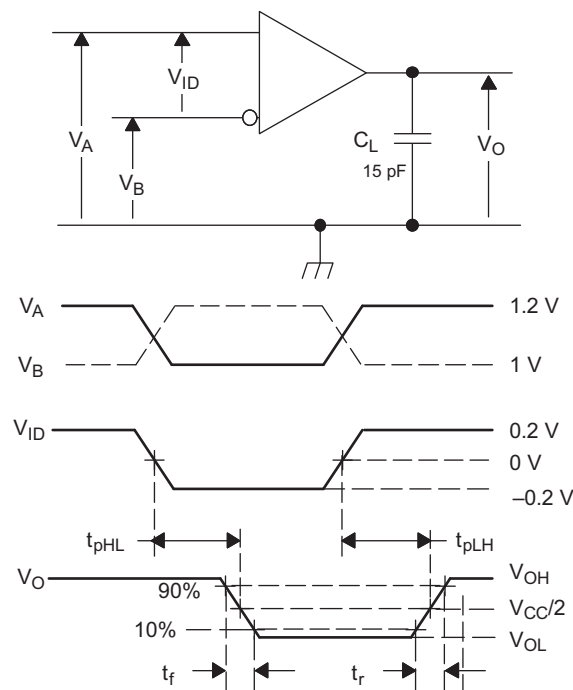 V_ID
V_A
V_B
C_L
15 pF
V_O
V_A
1.2 V
V_B
1 V
V_ID
0.2 V
0 V
–0.2 V
t_pHL
t_pLH
V_O
V_OH
90%
V_CC/2
10%
V_OL
t_f
t_r